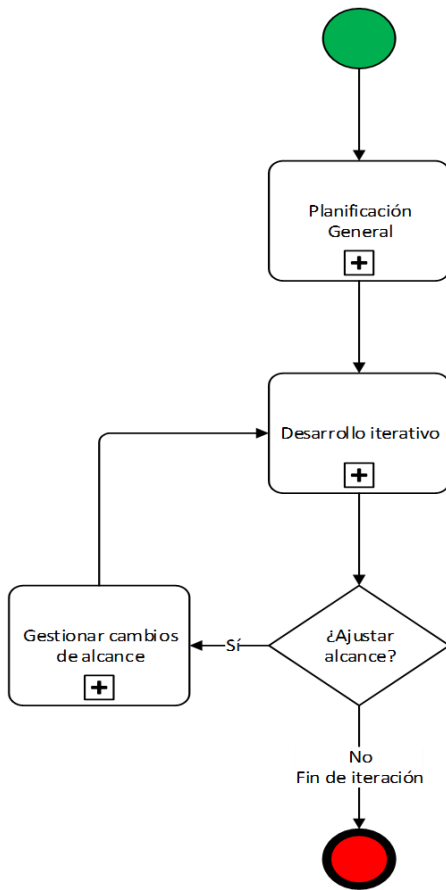 Planificación
General
Desarrollo iterativo
¿Ajustar
alcance?
Sí
Gestionar cambios
de alcance
No
Fin de iteración